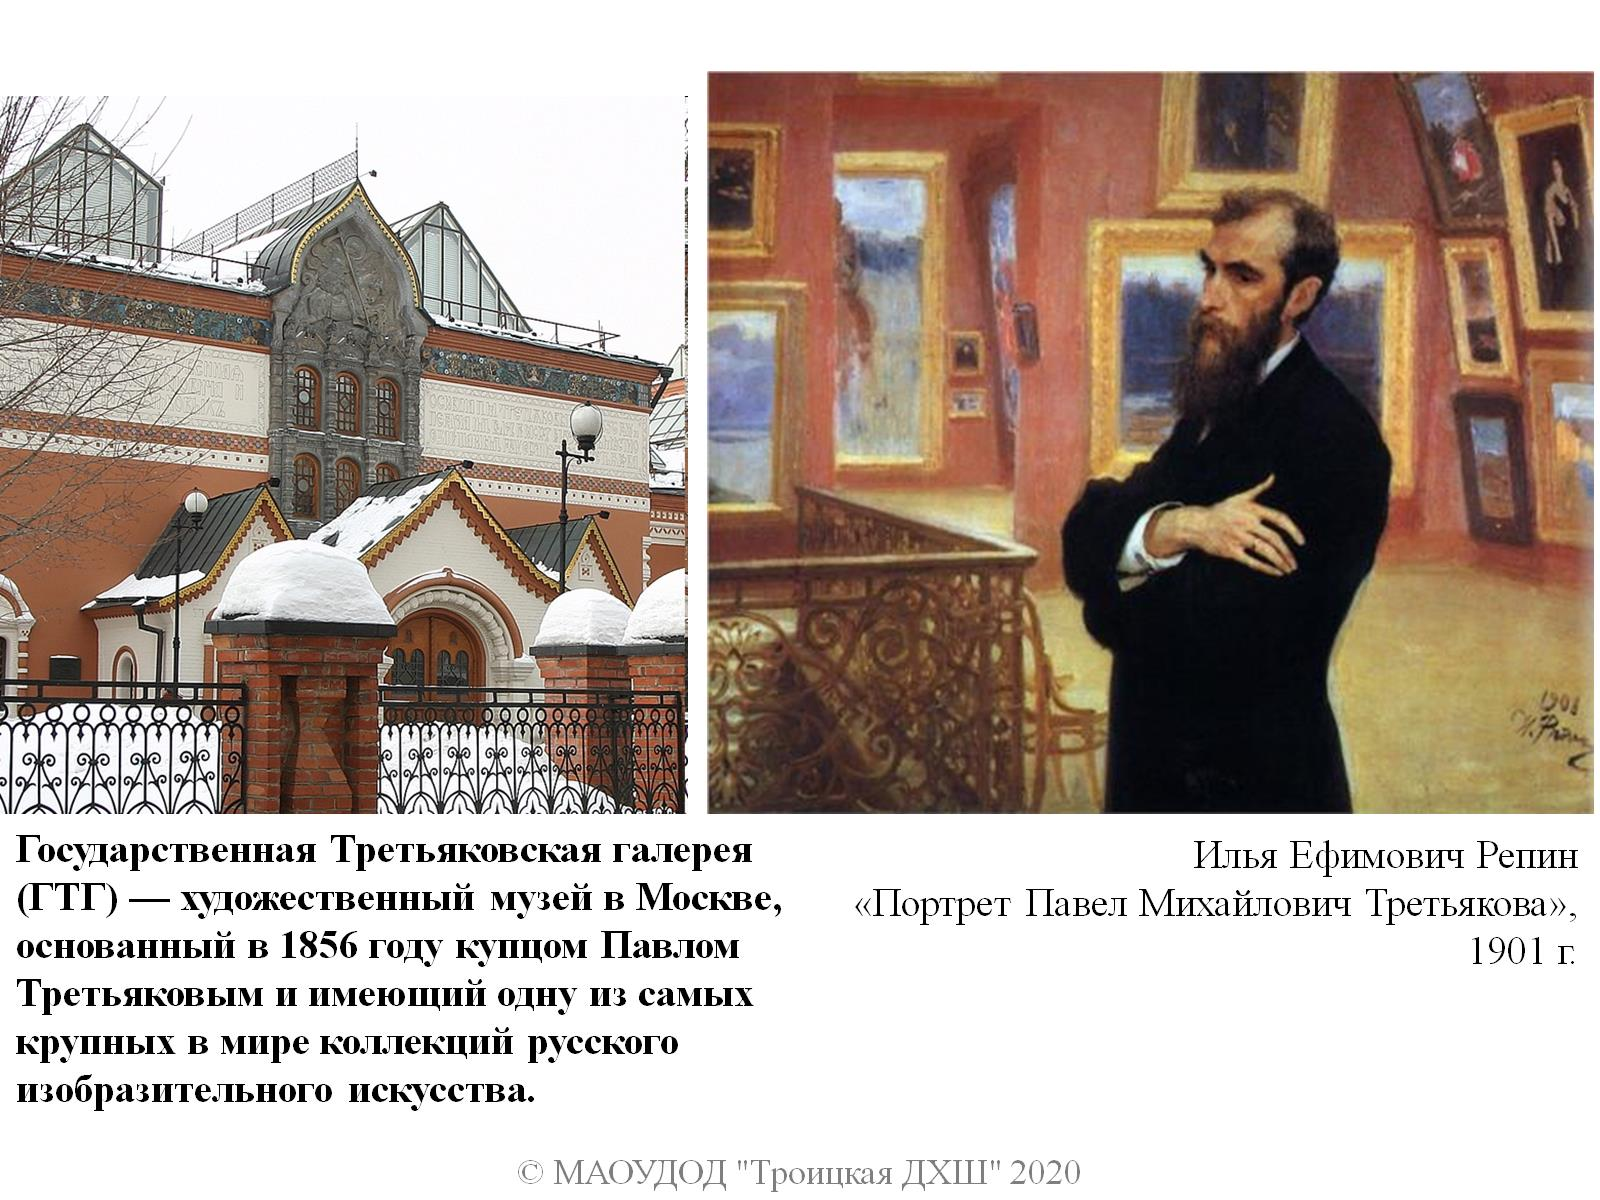 Государственная Третьяковская галерея
(ГТГ) — художественный музей в Москве,
основанный в 1856 году купцом Павлом
Третьяковым и имеющий одну из самых
крупных в мире коллекций русского
изобразительного искусства.
Илья Ефимович Репин
«Портрет Павел Михайлович Третьякова»,
1901 г.
© МАОУДОД "Троицкая ДХШ" 2020